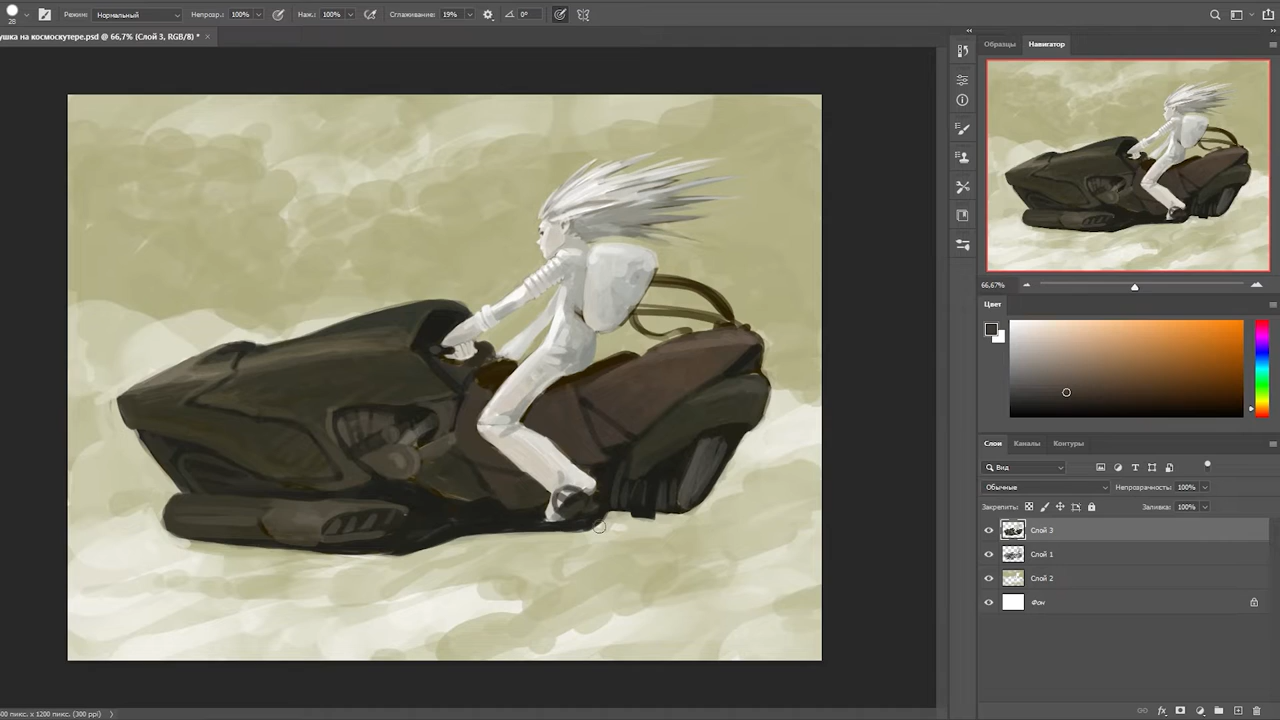 28 Режим: Нормальный Непрозр.: 100% Наж.: 100% Сглаживание: 19% 0°
ушка на космоскутере.psd @ 66,7% (Слой 3, RGB/8) * ×
Образцы Навигатор
66,67%
Цвет
Слои Каналы Контуры
Вид
Обычные Непрозрачность: 100%
Закрепить: Заливка: 100%
Слой 3
Слой 1
Слой 2
Фон
00 пикс. x 1200 пикс. (300 ppi)